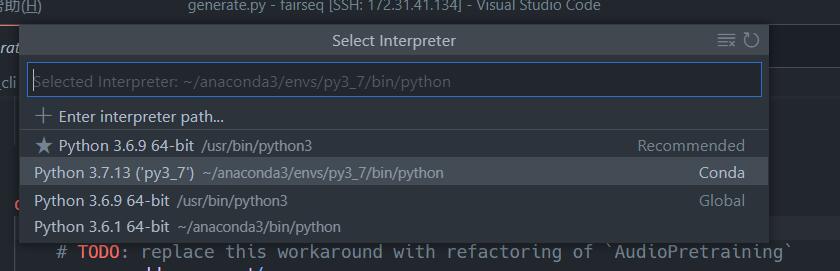 帮助(H)
generate.py - fairseq [SSH: 172.31.41.134] - Visual Studio Code
Select Interpreter
Selected Interpreter: ~/anaconda3/envs/py3_7/bin/python
_cli
Enter interpreter path...
Python 3.6.9 64-bit /usr/bin/python3 Recommended
Python 3.7.13 ('py3_7') ~/anaconda3/envs/py3_7/bin/python Conda
Python 3.6.9 64-bit /usr/bin/python3 Global
Python 3.6.1 64-bit ~/anaconda3/bin/python
# TODO: replace this workaround with refactoring of `AudioPretraining`